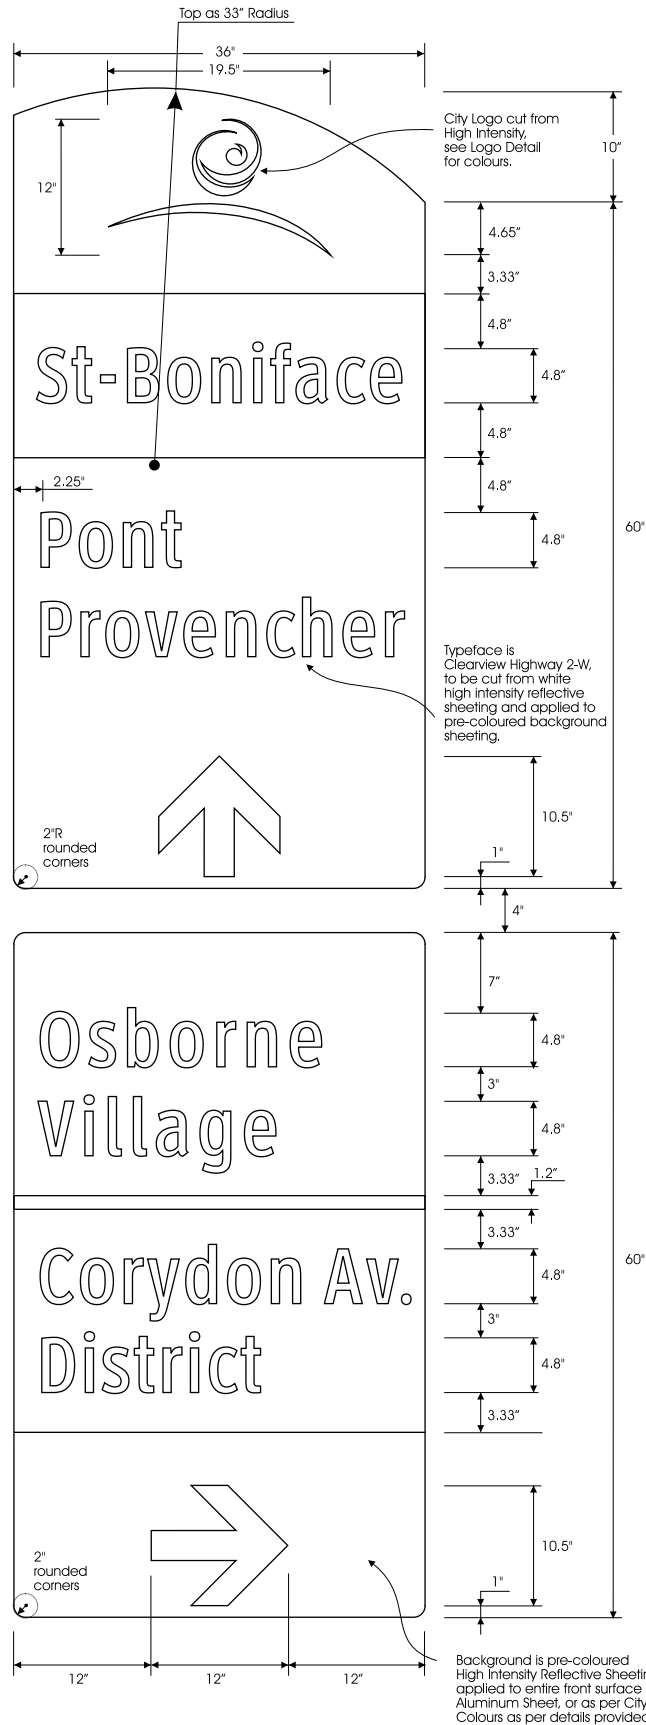 Top as 33” Radius
36"
19.5"
City Logo cut from
High Intensity,
see Logo Detail
for colours.
10”
12"
4.65”
3.33”
4.8”
St-Boniface
4.8”
4.8”
2.25"
4.8”
Pont
4.8”
60"
Provencher
Typeface is
Clearview Highway 2-W,
to be cut from white
high intensity reflective
sheeting and applied to
pre-coloured background
sheeting.
10.5"
2"R
rounded
corners
1"
4"
7”
Osborne
4.8"
3"
Village
4.8"
3.33”
1.2”
3.33”
60"
Corydon Av.
4.8"
3"
District
4.8"
3.33”
10.5"
2"
rounded
corners
1"
12”
12”
12”
Background is pre-coloured
High Intensity Reflective Sheetin
applied to entire front surface
Aluminum Sheet, or as per City
Colours as per details provided